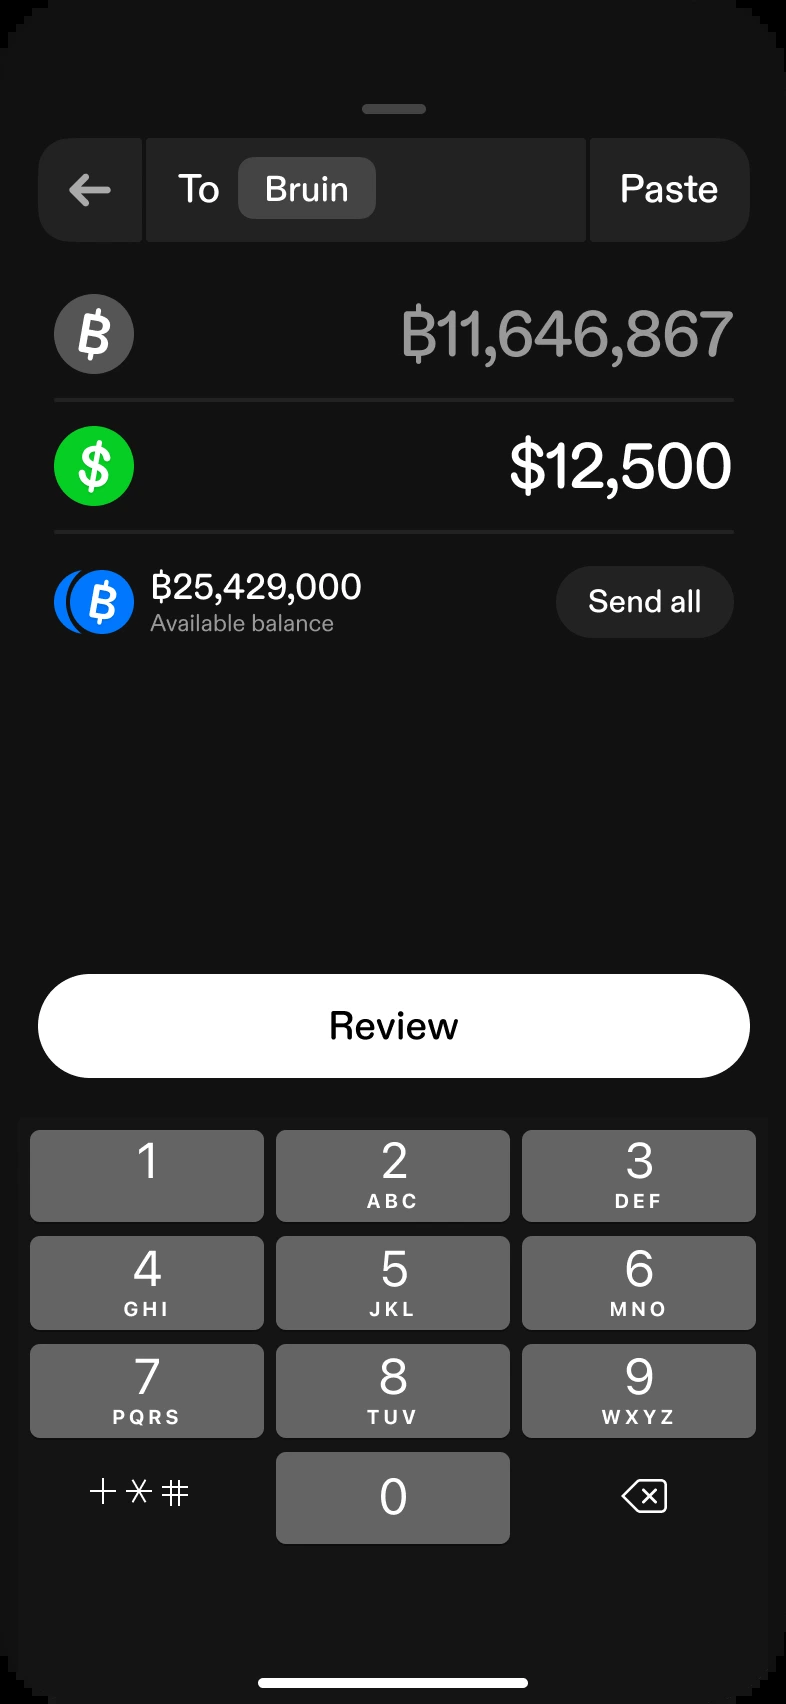 To Bruin Paste
₿11,646,867
$12,500
₿25,429,000 Send all
Available balance
Review
1 2 3
ABC DEF
4 5 6
GHI JKL MNO
7 8 9
PQRS TUV WXYZ
+*# 0